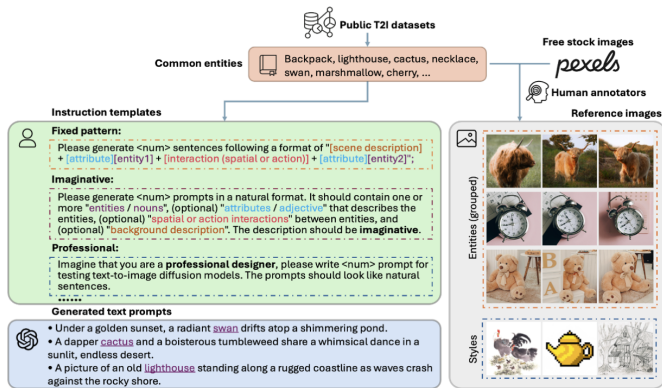 Public T2I datasets
Common entities
Backpack, lighthouse, cactus, necklace,
swan, marshmallow, cherry, ...
Free stock images
pexels
Human annotators
Instruction templates
Reference images
Fixed pattern:
Please generate <num> sentences following a format of "[scene description]
+ [attribute][entity1] + [interaction (spatial or action)] + [attribute][entity2]";
Imaginative:
Please generate <num> prompts in a natural format. It should contain one or
more "entities / nouns", (optional) "attributes / adjective" that describes the
entities, (optional) "spatial or action interactions" between entities, and
(optional) "background description". The description should be imaginative.
Professional:
Imagine that you are a professional designer, please write <num> prompt for
testing text-to-image diffusion models. The prompts should look like natural
sentences.
......
Entities (grouped)
B
A
Generated text prompts
• Under a golden sunset, a radiant swan drifts atop a shimmering pond.
• A dapper cactus and a boisterous tumbleweed share a whimsical dance in a
sunlit, endless desert.
• A picture of an old lighthouse standing along a rugged coastline as waves crash
against the rocky shore.
Styles